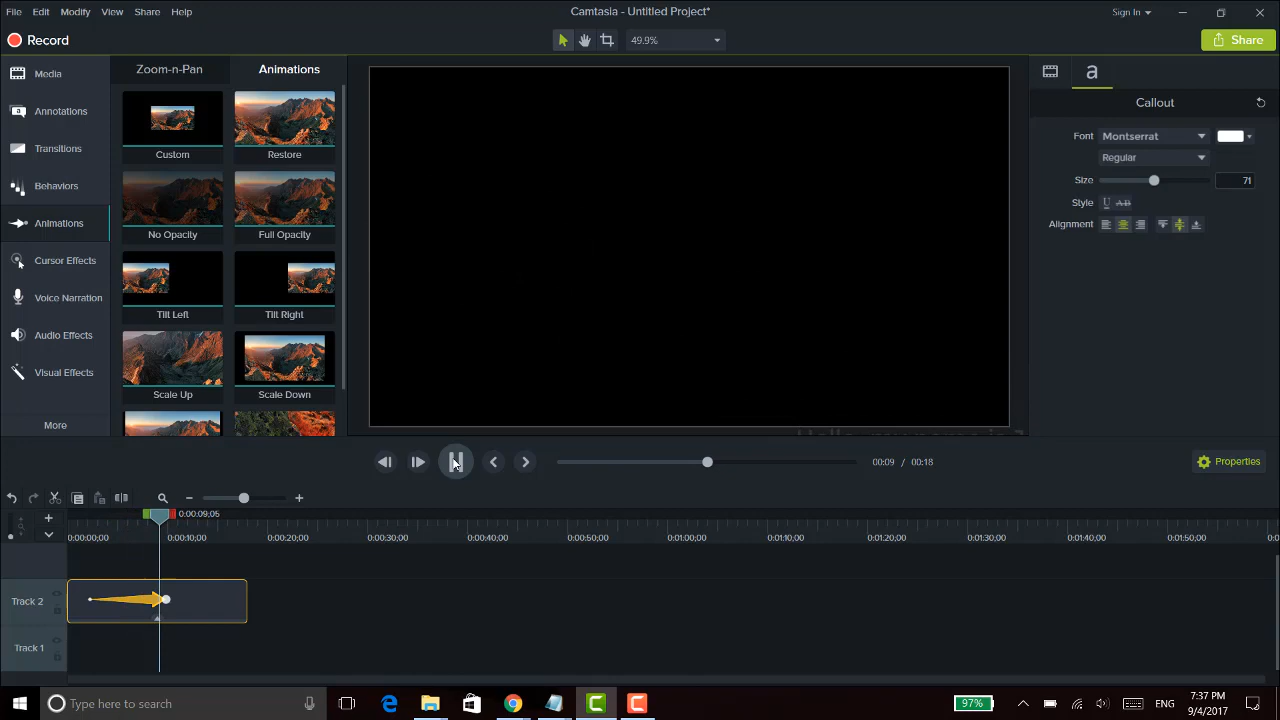 File Edit Modify View Share Help
Camtasia - Untitled Project*
Sign In
Record
49.9%
Share
Media
Annotations
Transitions
Behaviors
Animations
Cursor Effects
Voice Narration
Audio Effects
Visual Effects
More
Zoom-n-Pan Animations
Custom Restore
No Opacity Full Opacity
Tilt Left Tilt Right
Scale Up Scale Down
a
Callout
Font Montserrat
Regular
Size 71
Style U AB
Alignment
Hello, my name is
00:09 / 00:18
Properties
0:00:09;05
0:00:00;00 0:00:10;00 0:00:20;00 0:00:30;00 0:00:40;00 0:00:50;00 0:01:00;00 0:01:10;00 0:01:20;00 0:01:30;00 0:01:40;00 0:01:50;00
Track 2
Track 1
Type here to search
97%
ENG
7:37 PM
9/4/2017